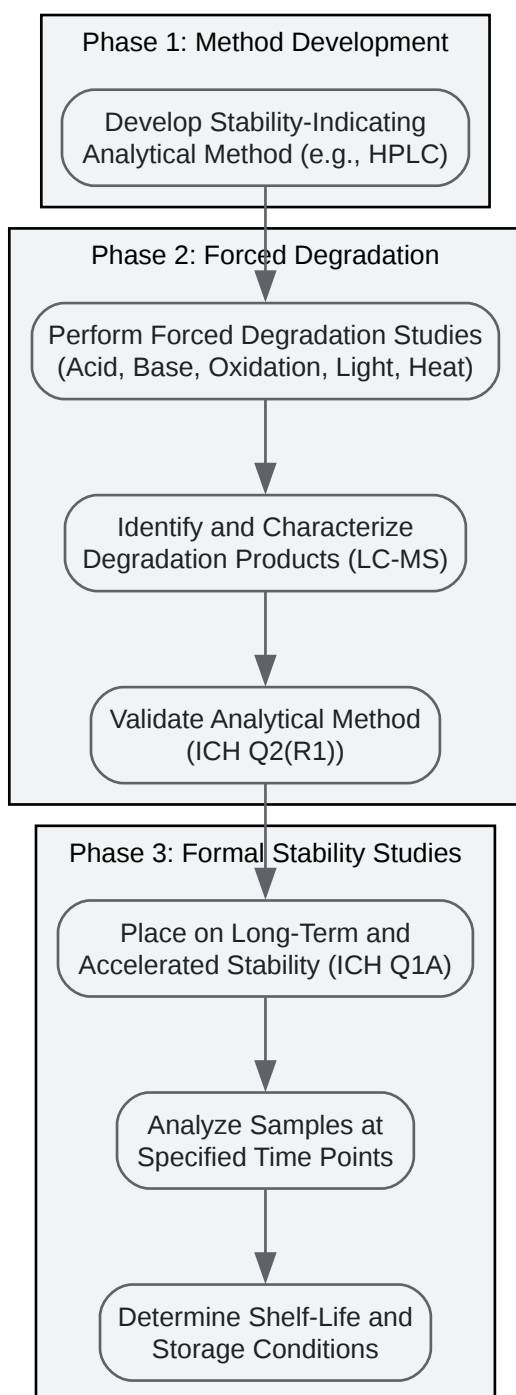 Phase 1: Method Development
Develop Stability-Indicating
Analytical Method (e.g., HPLC)
Phase 2: Forced Degradation
Perform Forced Degradation Studies
(Acid, Base, Oxidation, Light, Heat)
Identify and Characterize
Degradation Products (LC-MS)
Validate Analytical Method
(ICH Q2(R1))
Phase 3: Formal Stability Studies
Place on Long-Term and
Accelerated Stability (ICH Q1A)
Analyze Samples at
Specified Time Points
Determine Shelf-Life and
Storage Conditions